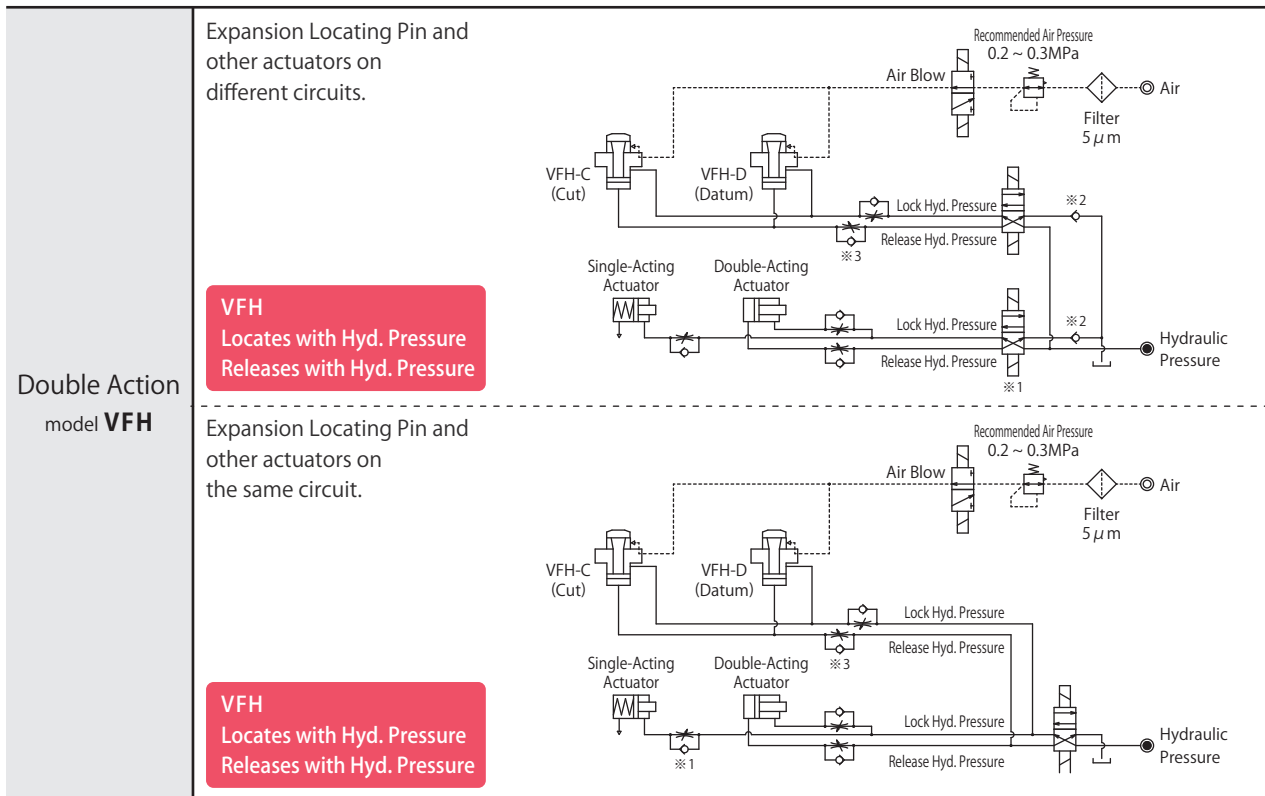 Double Action
model VFH
Expansion Locating Pin and
other actuators on
different circuits.
VFH
Locates with Hyd. Pressure
Releases with Hyd. Pressure
Recommended Air Pressure
0.2 ~ 0.3MPa
Air Blow
Air
Filter
5 μ m
VFH-C
(Cut)
VFH-D
(Datum)
Lock Hyd. Pressure
※2
Release Hyd. Pressure
※3
Single-Acting
Actuator
Double-Acting
Actuator
Lock Hyd. Pressure
※2
Release Hyd. Pressure
※1
Hydraulic
Pressure
Expansion Locating Pin and
other actuators on
the same circuit.
VFH
Locates with Hyd. Pressure
Releases with Hyd. Pressure
Recommended Air Pressure
0.2 ~ 0.3MPa
Air Blow
Air
Filter
5 μ m
VFH-C
(Cut)
VFH-D
(Datum)
Lock Hyd. Pressure
Release Hyd. Pressure
※3
Single-Acting
Actuator
Double-Acting
Actuator
Lock Hyd. Pressure
※1
Release Hyd. Pressure
Hydraulic
Pressure